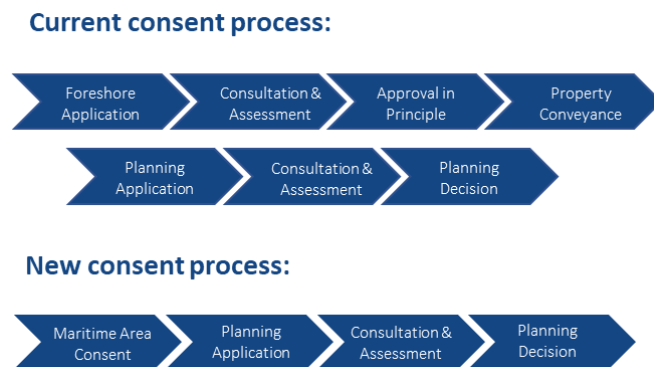 Current consent process:
Foreshore
Application
Consultation &
Assessment
Approval in
Principle
Property
Conveyance
Planning
Application
Consultation &
Assessment
Planning
Decision
New consent process:
Maritime Area
Consent
Planning
Application
Consultation &
Assessment
Planning
Decision